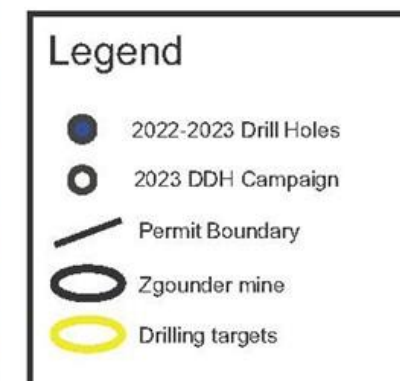 Legend
2022-2023 Drill Holes
2023 DDH Campaign
Permit Boundary
Zgounder mine
Drilling targets